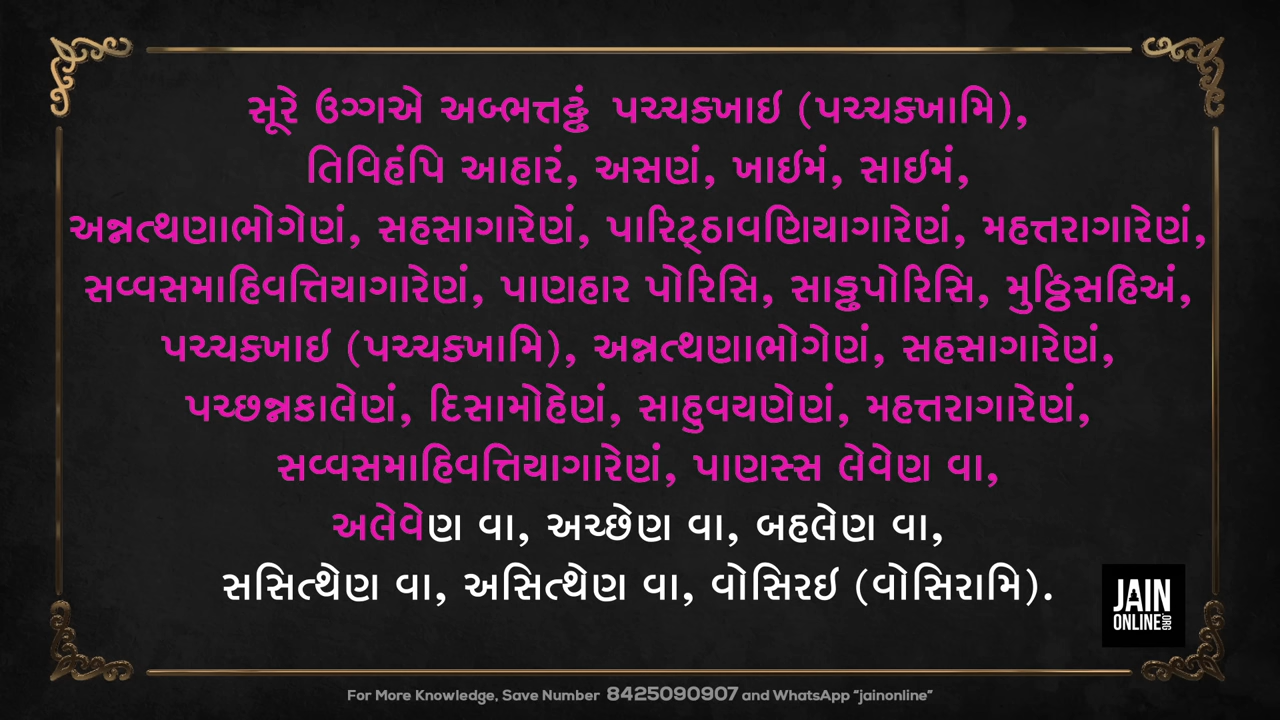 સૂરે ઉગ્ગએ અબ્ભત્તઠ્ઠં પચ્ચક્ખાઇ (પચ્ચક્ખામિ),
તિવિહંપિ આહારં, અસણં, ખાઇમં, સાઇમં,
અન્નત્થણાભોગેણં, સહસાગારેણં, પારિટ્ઠાવણિયાગારેણં, મહત્તરાગારેણં,
સવ્વસમાહિવત્તિયાગારેણં, પાણહાર પોરિસિ, સાડ્ઢપોરિસિ, મુઠ્ઠિસહિઅં,
પચ્ચક્ખાઇ (પચ્ચક્ખામિ), અન્નત્થણાભોગેણં, સહસાગારેણં,
પચ્છન્નકાલેણં, દિસામોહેણં, સાહુવયણેણં, મહત્તરાગારેણં,
સવ્વસમાહિવત્તિયાગારેણં, પાણસ્સ લેવેણ વા,
અલેવેણ વા, અચ્છેણ વા, બહલેણ વા,
સસિત્થેણ વા, અસિત્થેણ વા, વોસિરઇ (વોસિરામિ).
JAIN
ONLINE.ORG
For More Knowledge, Save Number 8425090907 and WhatsApp "jainonline"